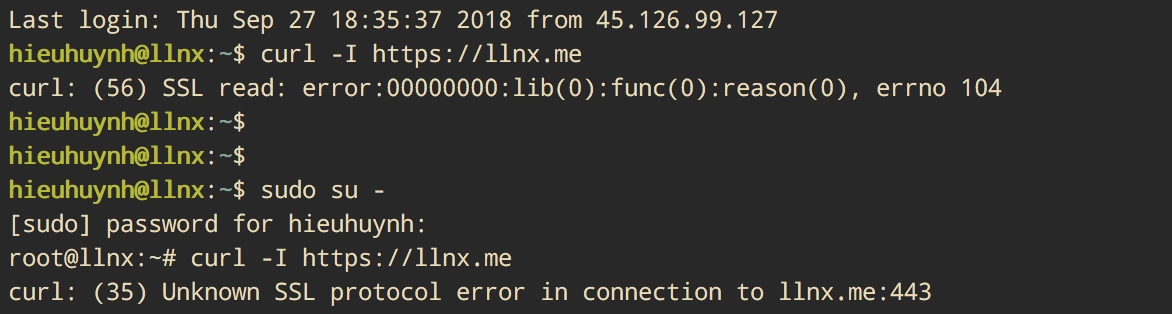 Last login: Thu Sep 27 18:35:37 2018 from 45.126.99.127
hieuhuynh@llnx:~$ curl -I https://llnx.me
curl: (56) SSL read: error:00000000:lib(0):func(0):reason(0), errno 104
hieuhuynh@llnx:~$
hieuhuynh@llnx:~$
hieuhuynh@llnx:~$ sudo su -
[sudo] password for hieuhuynh:
root@llnx:~# curl -I https://llnx.me
curl: (35) Unknown SSL protocol error in connection to llnx.me:443